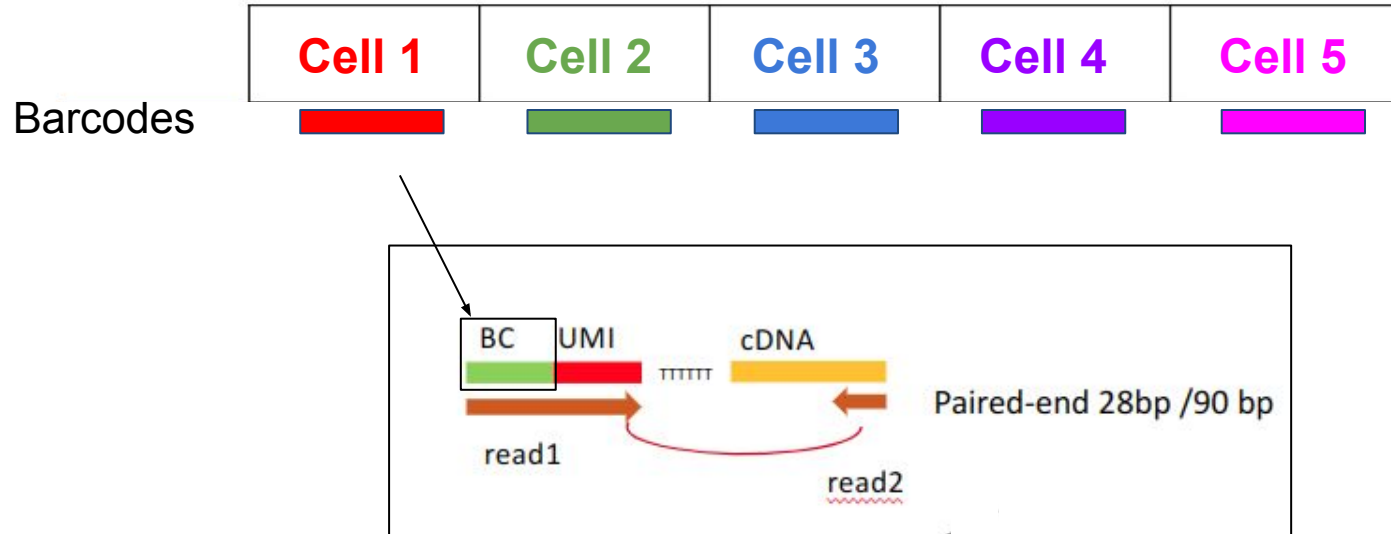 Cell 1 Cell 2 Cell 3 Cell 4 Cell 5
Barcodes
BC UMI cDNA
TTTTTT
Paired-end 28bp /90 bp
read1
read2